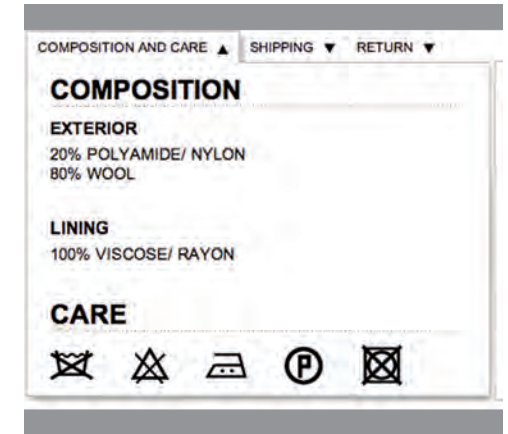 COMPOSITION AND CARE ▲ SHIPPING ▼ RETURN ▼
COMPOSITION
EXTERIOR
20% POLYAMIDE/ NYLON
80% WOOL
LINING
100% VISCOSE/ RAYON
CARE
P